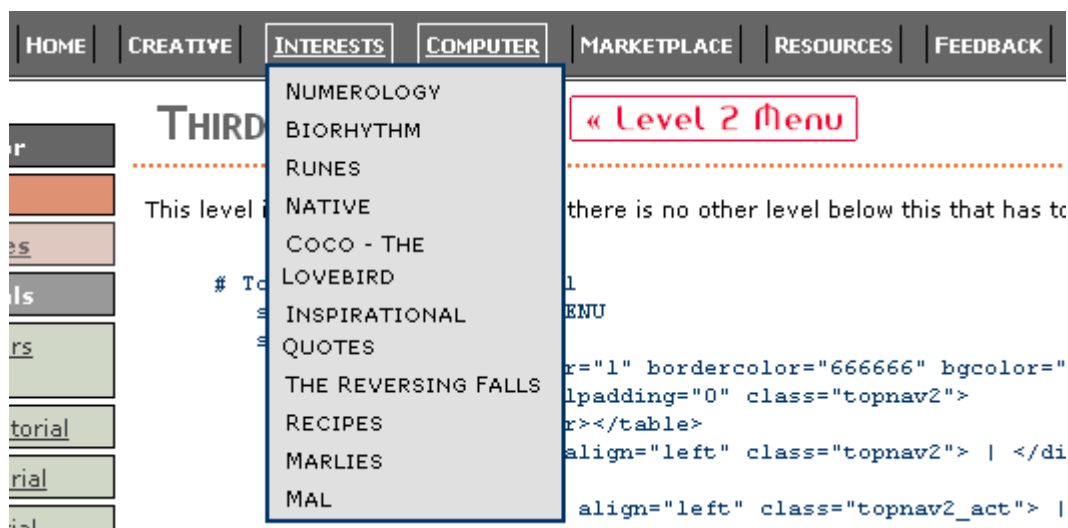 HOME CREATIVE INTERESTS COMPUTER MARKETPLACE RESOURCES FEEDBACK
NUMEROLOGY
THIRD « Level 2 Menu
BIORHYTHM
RUNES
This level NATIVE there is no other level below this that has
COCO - THE
LOVEBIRD
#
INSPIRATIONAL ENU
QUOTES
r="1" bordercolor="666666" bgcolor="
THE REVERSING FALLS lpadding="0" class="topnav2">
torial RECIPES r></table>
align="left" class="topnav2"> | </di
MARLIES
rial
MAL align="left" class="topnav2_act"> |